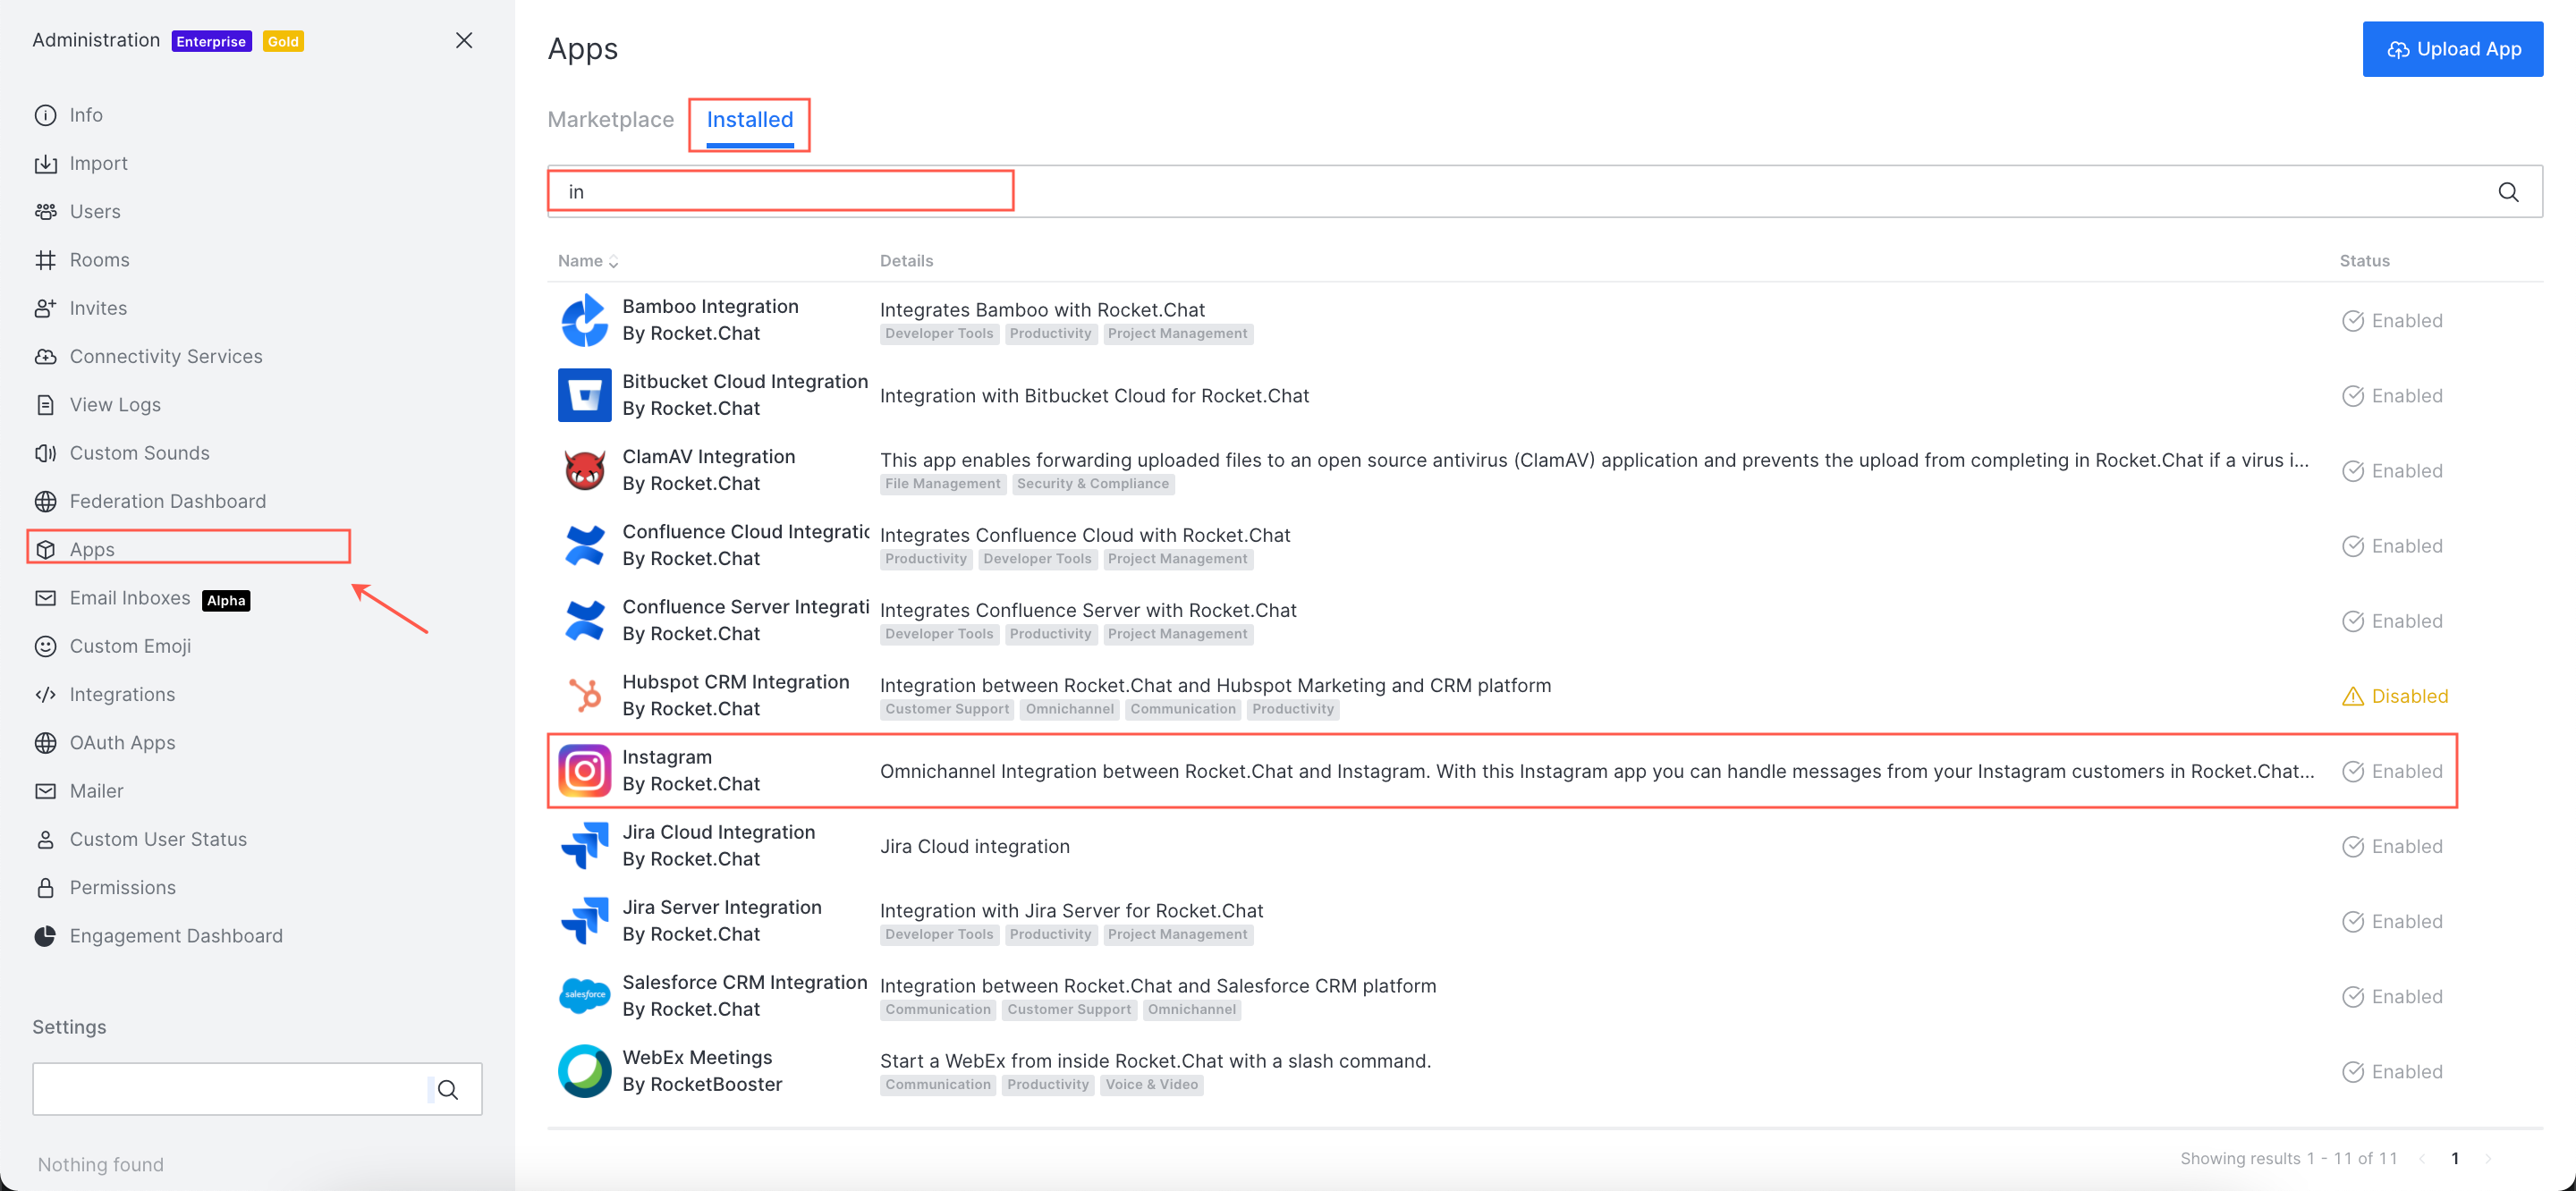 Administration Enterprise Gold
Info
Import
Users
Rooms
Invites
Connectivity Services
View Logs
Custom Sounds
Federation Dashboard
Apps
Email Inboxes Alpha
Custom Emoji
Integrations
OAuth Apps
Mailer
Custom User Status
Permissions
Engagement Dashboard
Settings
Nothing found
Apps
Upload App
Marketplace Installed
in
Name Details Status
Bamboo Integration
By Rocket.Chat
Integrates Bamboo with Rocket.Chat
Developer Tools Productivity Project Management
Enabled
Bitbucket Cloud Integration
By Rocket.Chat
Integration with Bitbucket Cloud for Rocket.Chat
Enabled
ClamAV Integration
By Rocket.Chat
This app enables forwarding uploaded files to an open source antivirus (ClamAV) application and prevents the upload from completing in Rocket.Chat if a virus i...
File Management Security & Compliance
Enabled
Confluence Cloud Integratic
By Rocket.Chat
Integrates Confluence Cloud with Rocket.Chat
Productivity Developer Tools Project Management
Enabled
Confluence Server Integrati
By Rocket.Chat
Integrates Confluence Server with Rocket.Chat
Developer Tools Productivity Project Management
Enabled
Hubspot CRM Integration
By Rocket.Chat
Integration between Rocket.Chat and Hubspot Marketing and CRM platform
Customer Support Omnichannel Communication Productivity
Disabled
Instagram
By Rocket.Chat
Omnichannel Integration between Rocket.Chat and Instagram. With this Instagram app you can handle messages from your Instagram customers in Rocket.Chat...
Enabled
Jira Cloud Integration
By Rocket.Chat
Jira Cloud integration
Enabled
Jira Server Integration
By Rocket.Chat
Integration with Jira Server for Rocket.Chat
Developer Tools Productivity Project Management
Enabled
salesforce
Salesforce CRM Integration
By Rocket.Chat
Integration between Rocket.Chat and Salesforce CRM platform
Communication Customer Support Omnichannel
Enabled
WebEx Meetings
By RocketBooster
Start a WebEx from inside Rocket.Chat with a slash command.
Communication Productivity Voice & Video
Enabled
Showing results 1 - 11 of 11 1